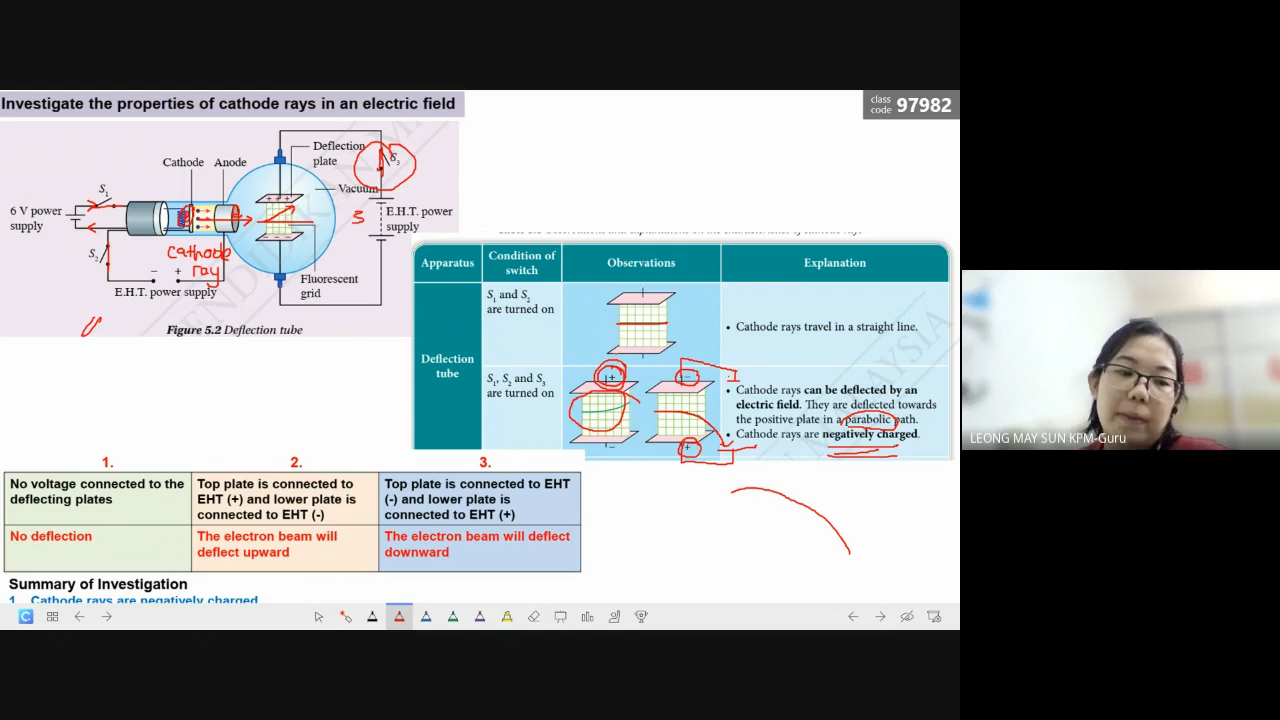 Investigate the properties of cathode rays in an electric field
class
code 97982
Cathode Anode
Deflection
plate
S3
S1
Vacuum
6 V power
supply
E.H.T. power
supply
S2
cathode
ray
- +
E.H.T. power supply
Fluorescent
grid
Figure 5.2 Deflection tube
Apparatus
Condition of
switch
Observations
Explanation
Deflection
tube
S1 and S2
are turned on
• Cathode rays travel in a straight line.
S1, S2 and S3
are turned on
+ -
- +
• Cathode rays can be deflected by an
electric field. They are deflected towards
the positive plate in a parabolic path.
• Cathode rays are negatively charged.
1. 2. 3.
No voltage connected to the
deflecting plates
Top plate is connected to
EHT (+) and lower plate is
connected to EHT (-)
Top plate is connected to EHT
(-) and lower plate is
connected to EHT (+)
No deflection
The electron beam will
deflect upward
The electron beam will deflect
downward
Summary of Investigation
1. Cathode rays are negatively charged
LEONG MAY SUN KPM-Guru